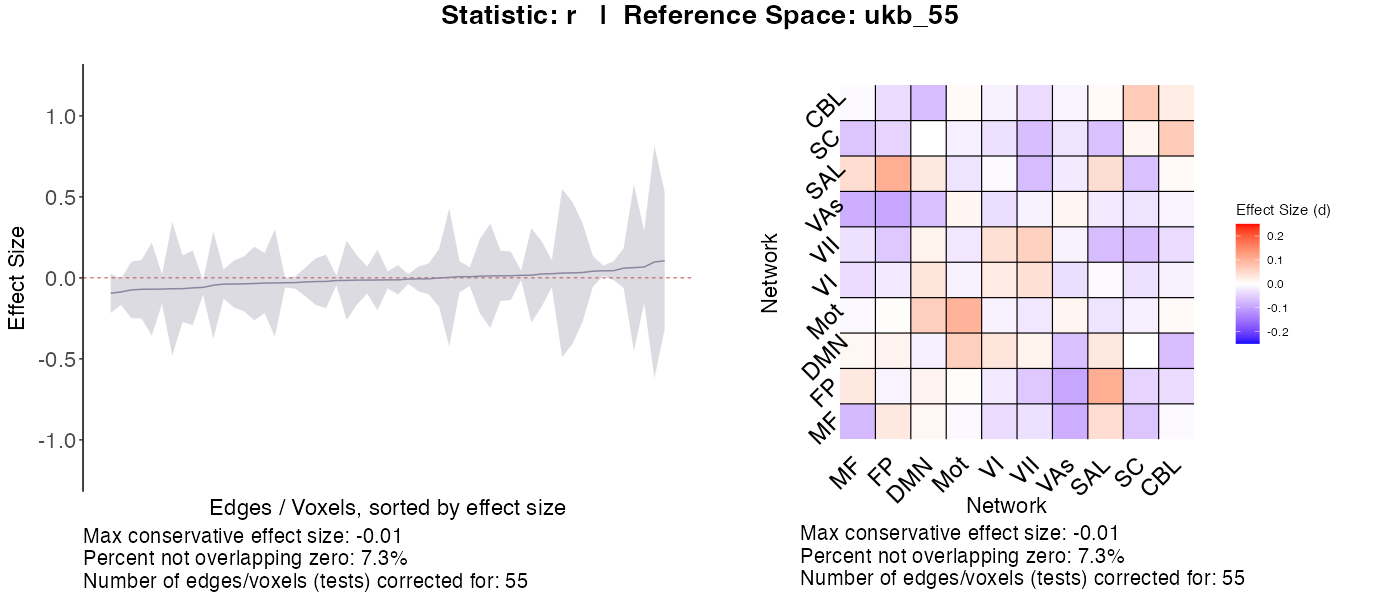 Statistic: r | Reference Space: ukb_55
Effect Size
1.0
0.5
0.0
-0.5
-1.0
Edges / Voxels, sorted by effect size
Max conservative effect size: -0.01
Percent not overlapping zero: 7.3%
Number of edges/voxels (tests) corrected for: 55
Network
CBL
SC
SAL
VAs
VII
VI
Mot
DMN
FP
MF
MF
FP
DMN
Mot
VI
VII
VAs
SAL
SC
CBL
Network
Effect Size (d)
0.2
0.1
0.0
-0.1
-0.2
Max conservative effect size: -0.01
Percent not overlapping zero: 7.3%
Number of edges/voxels (tests) corrected for: 55